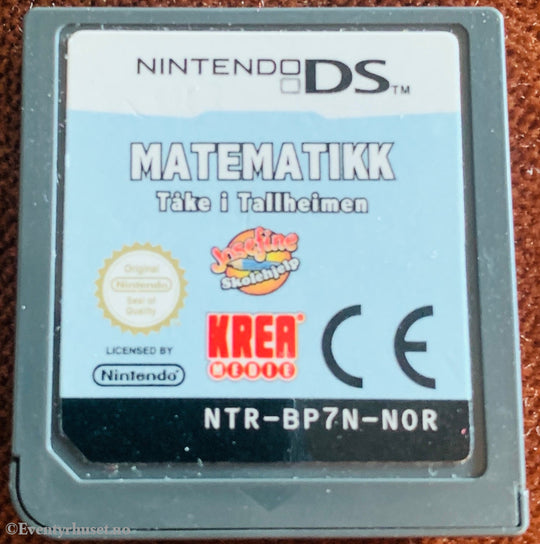 NINTENDO DS™
MATEMATIKK
Tåke i Tallheimen
Josefine
Skolehjelp
Original
Nintendo
Seal of
Quality
LICENSED BY
Nintendo®
KREA®
MEDIE
CE
NTR-BP7N-NOR
©Eventyrhuset.no